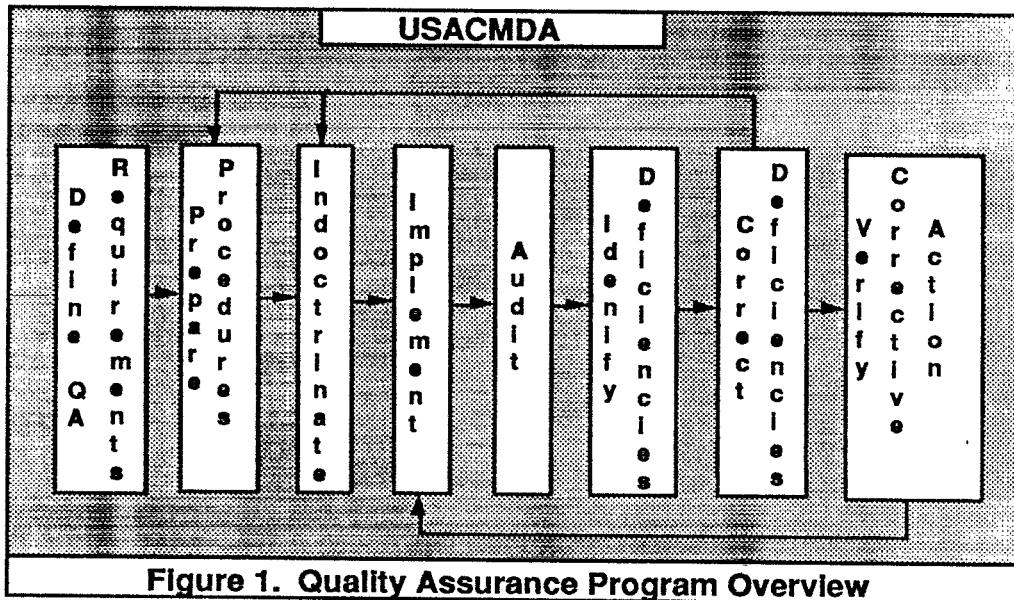 USACMDA
Define QA
Requirements
Prepare
Procedures
Indoctrinate
Implement
Audit
Idenify
Deficiencies
Correct
Deficiencies
Verify
Corrective
Action
Figure 1. Quality Assurance Program Overview